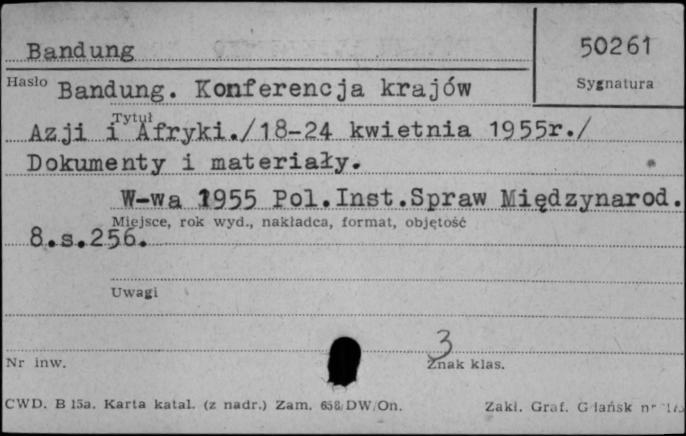 Bandung
50261
Hasło
Sygnatura
Bandung. Konferencja krajów
Tytuł
Azji i Afryki./18-24 kwietnia 1955r./
Dokumenty i materiały.
W-wa 1955 Pol.Inst.Spraw Międzynarod.
Miejsce, rok wyd., nakładca, format, objętość
8.s.256.
Uwagi
3
Nr inw.
Znak klas.
CWD. B 15a. Karta katal. (z nadr.) Zam. 658/DW/On.
Zakł. Graf. Gdańsk